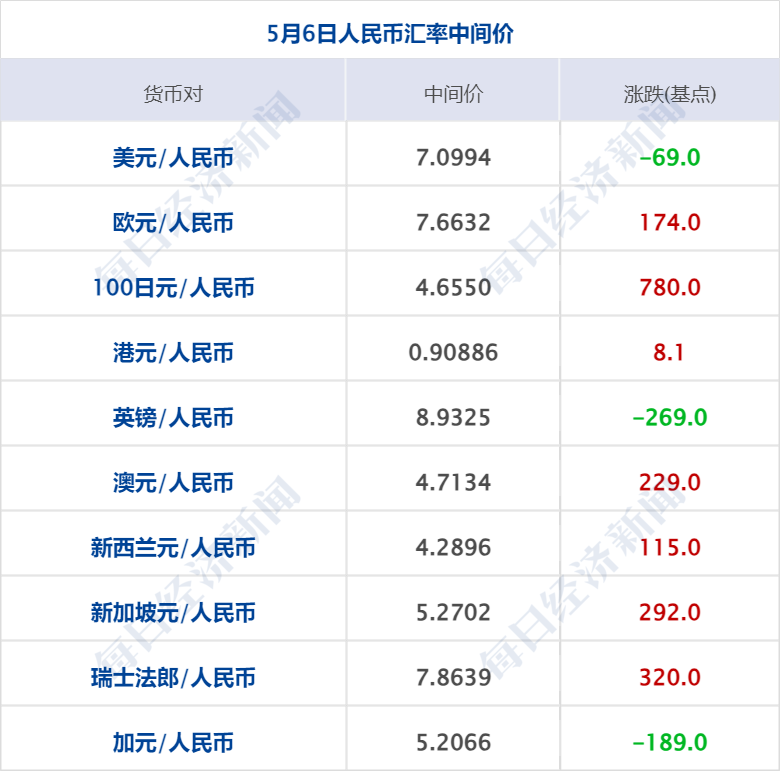 5月6日人民币汇率中间价
货币对 中间价 涨跌(基点)
美元/人民币 7.0994 -69.0
欧元/人民币 7.6632 174.0
100日元/人民币 4.6550 780.0
港元/人民币 0.90886 8.1
英镑/人民币 8.9325 -269.0
澳元/人民币 4.7134 229.0
新西兰元/人民币 4.2896 115.0
新加坡元/人民币 5.2702 292.0
瑞士法郎/人民币 7.8639 320.0
加元/人民币 5.2066 -189.0
每日经济新闻
每日经济新闻
每日经济新闻
每日经济新闻